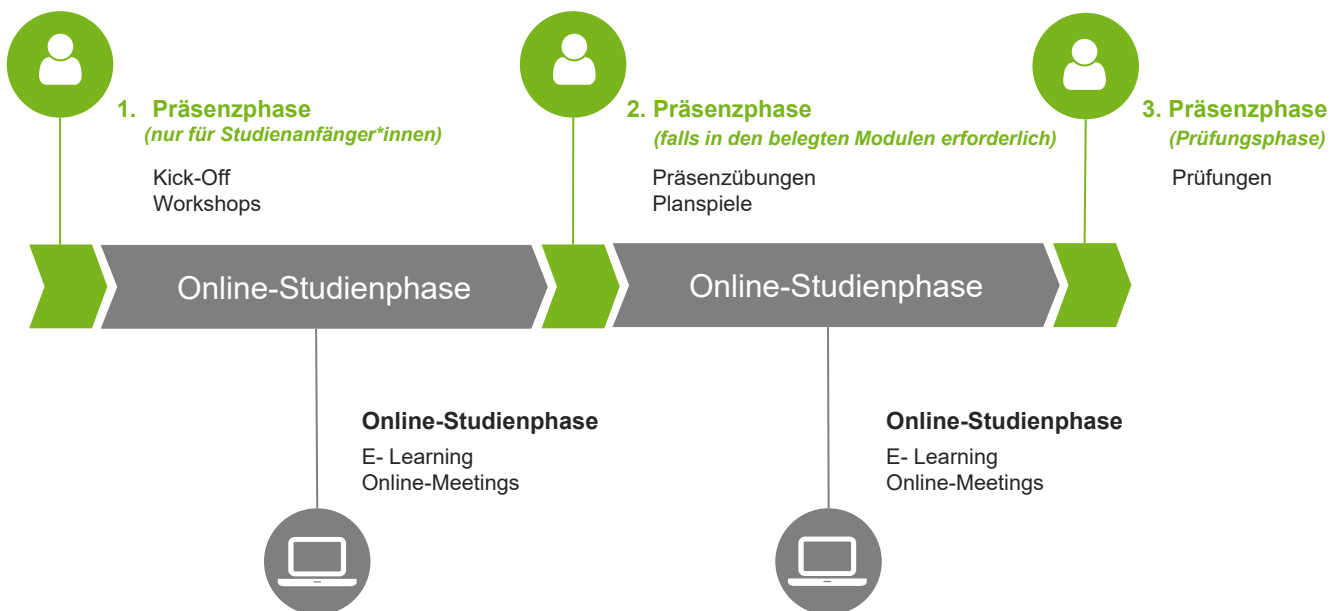 1. Präsenzphase
(nur für Studienanfänger*innen)
Kick-Off
Workshops
2. Präsenzphase
(falls in den belegten Modulen erforderlich)
Präsenzübungen
Planspiele
3. Präsenzphase
(Prüfungsphase)
Prüfungen
Online-Studienphase
Online-Studienphase
Online-Studienphase
E- Learning
Online-Meetings
Online-Studienphase
E- Learning
Online-Meetings